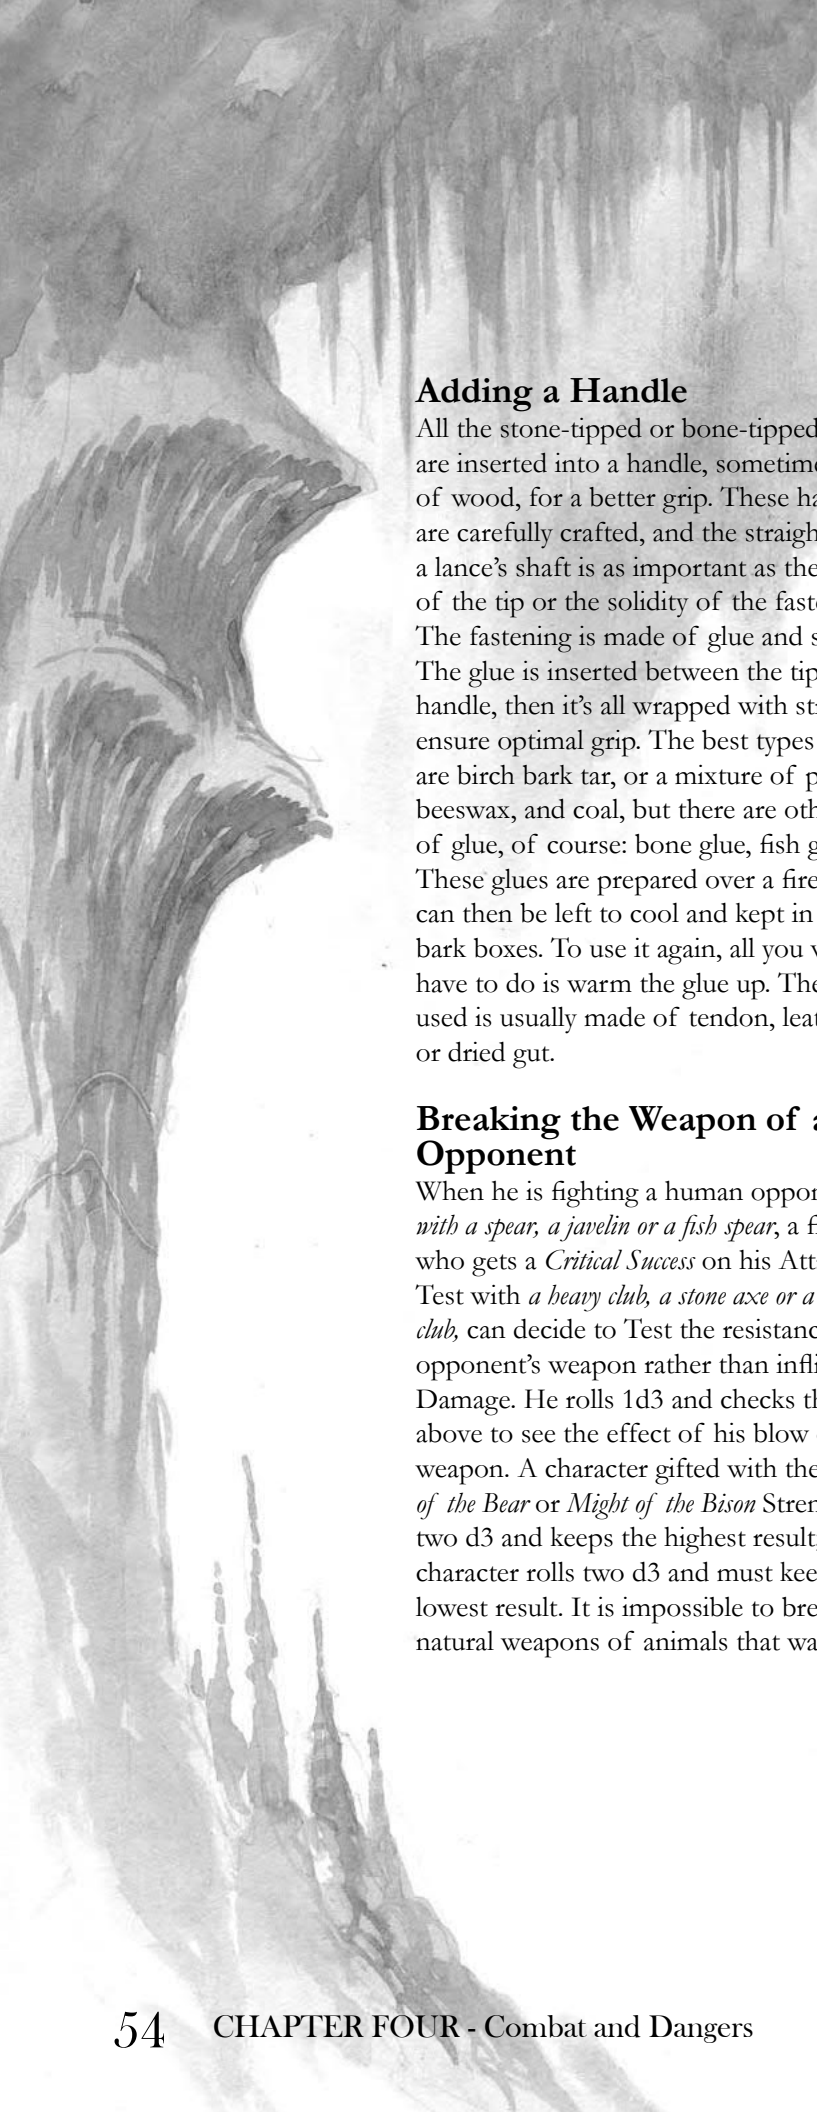 Adding a Handle
All the stone-tipped or bone-tipped
are inserted into a handle, sometime
of wood, for a better grip. These ha
are carefully crafted, and the straigh
a lance's shaft is as important as the
of the tip or the solidity of the faste
The fastening is made of glue and s
The glue is inserted between the tip
handle, then it's all wrapped with str
ensure optimal grip. The best types
are birch bark tar, or a mixture of p
beeswax, and coal, but there are oth
of glue, of course: bone glue, fish g
These glues are prepared over a fire
can then be left to cool and kept in
bark boxes. To use it again, all you w
have to do is warm the glue up. The
used is usually made of tendon, leat
or dried gut.
Breaking the Weapon of a
Opponent
When he is fighting a human oppon
with a spear, a javelin or a fish spear, a fi
who gets a Critical Success on his Att
Test with a heavy club, a stone axe or a
club, can decide to Test the resistanc
opponent's weapon rather than infli
Damage. He rolls 1d3 and checks th
above to see the effect of his blow
weapon. A character gifted with the
of the Bear or Might of the Bison Stren
two d3 and keeps the highest result;
character rolls two d3 and must kee
lowest result. It is impossible to bre
natural weapons of animals that wa
54 CHAPTER FOUR - Combat and Dangers